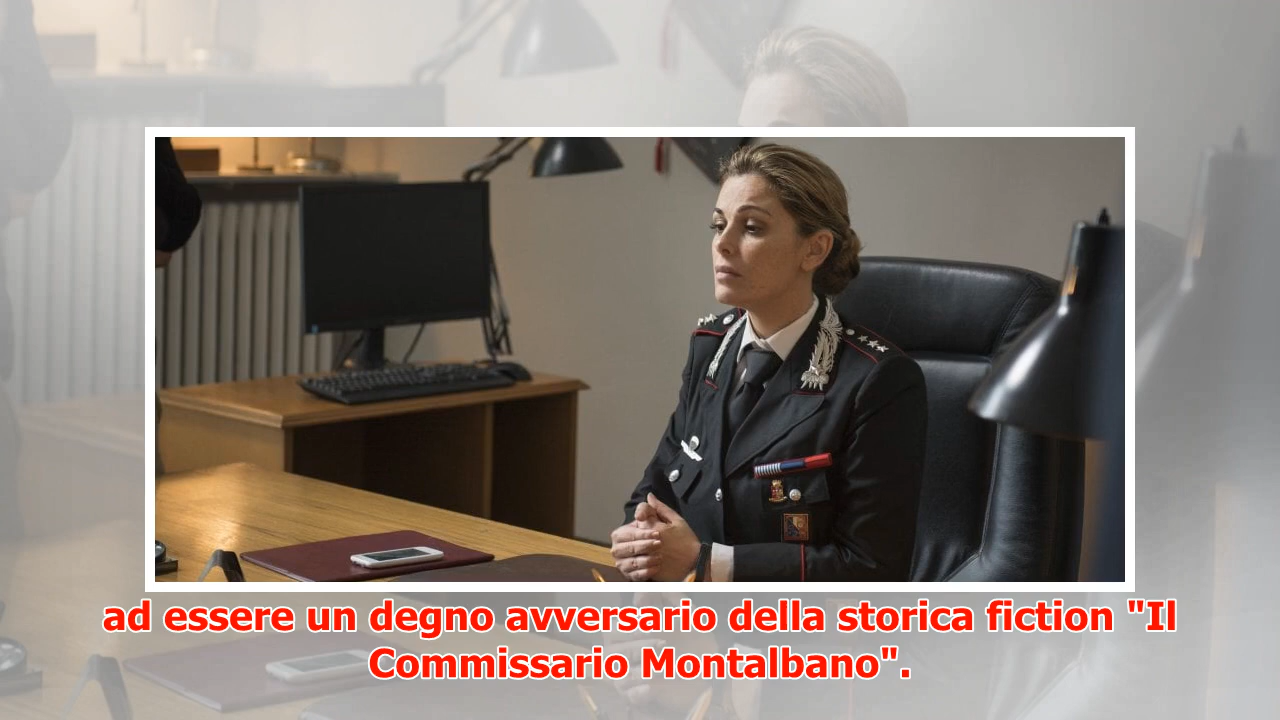 ad essere un degno avversario della storica fiction "Il
Commissario Montalbano".